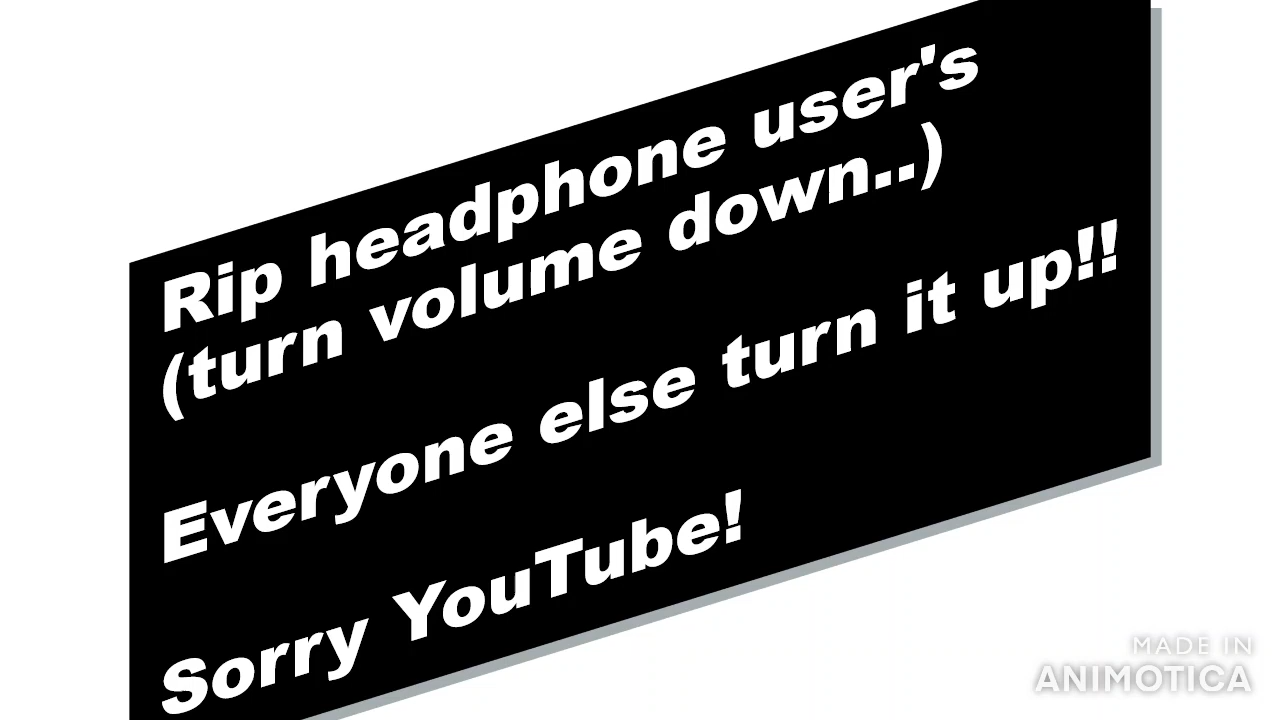 Rip headphone user's
(turn volume down..)
Everyone else turn it up!!
Sorry YouTube!
MADE IN
ANIMOTICA